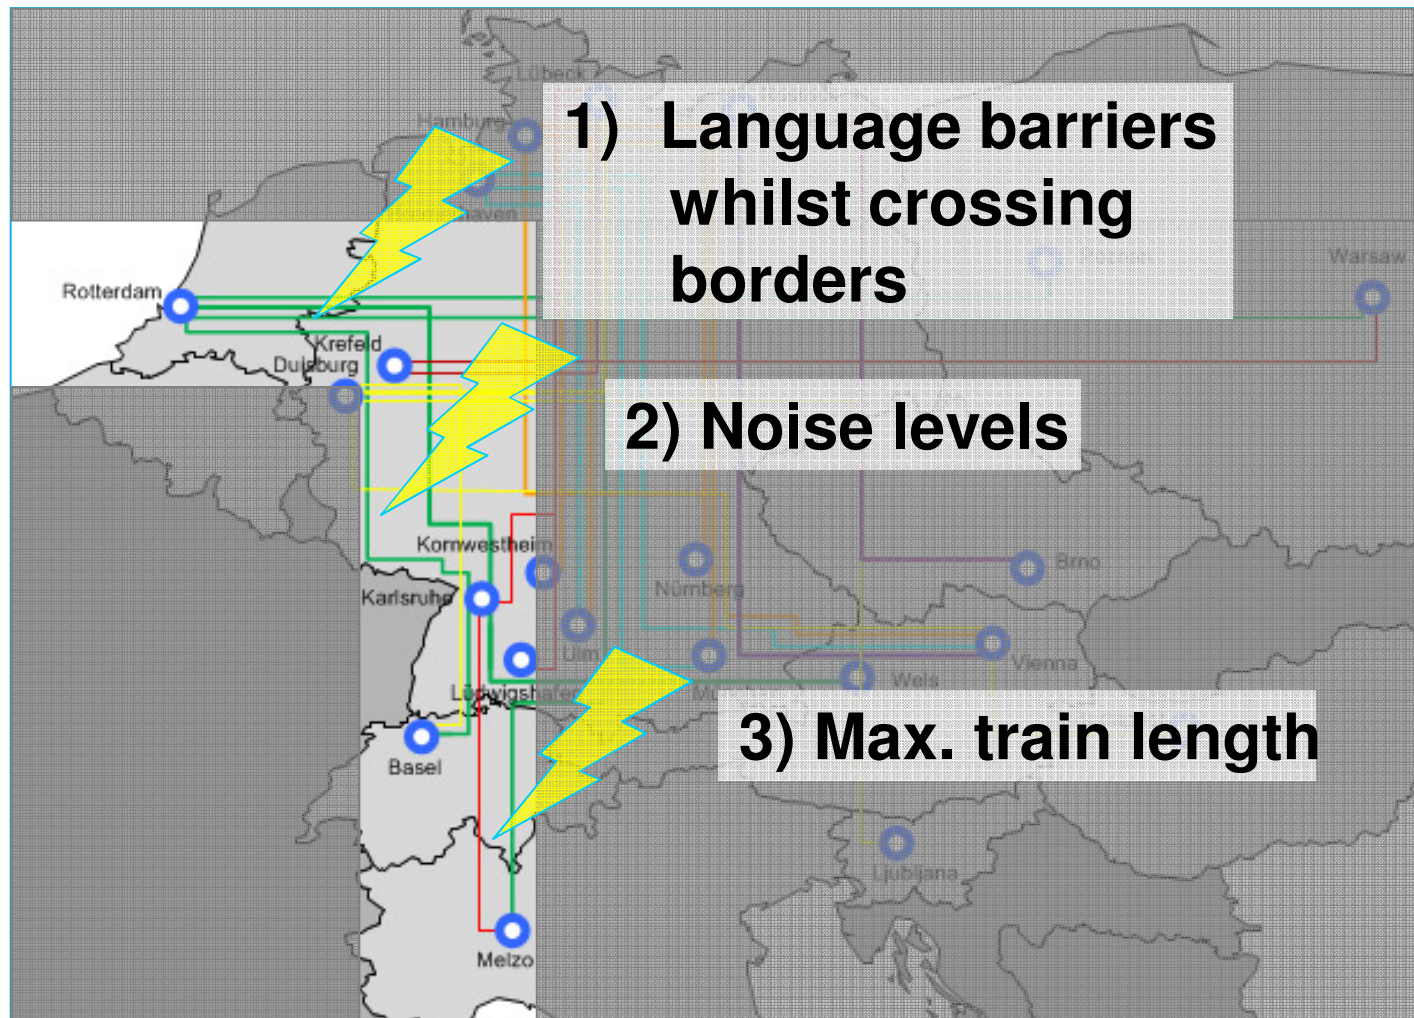 Lübeck
Hamburg
1) Language barriers
whilst crossing
borders
Warsaw
Rotterdam
Krefeld
Duisburg
2) Noise levels
Kornwestheim
Nürnberg
Brno
Karlsruhe
Ulm
Vienna
Wels
Ludwigshafen
3) Max. train length
Basel
Ljubljana
Melzo